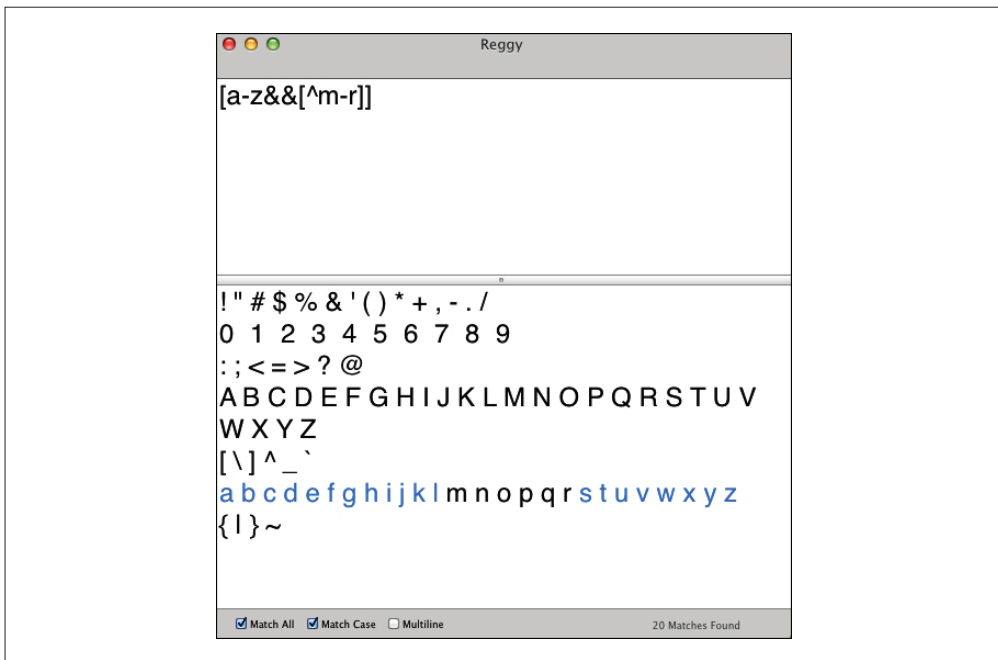 Reggy
[a-z&&[^m-r]]
! " # $ % & ' ( ) * + , - . /
0 1 2 3 4 5 6 7 8 9
: ; < = > ? @
A B C D E F G H I J K L M N O P Q R S T U V
W X Y Z
[ \ ] ^ _ `
a b c d e f g h i j k l m n o p q r s t u v w x y z
{ | } ~
Match All Match Case Multiline 20 Matches Found